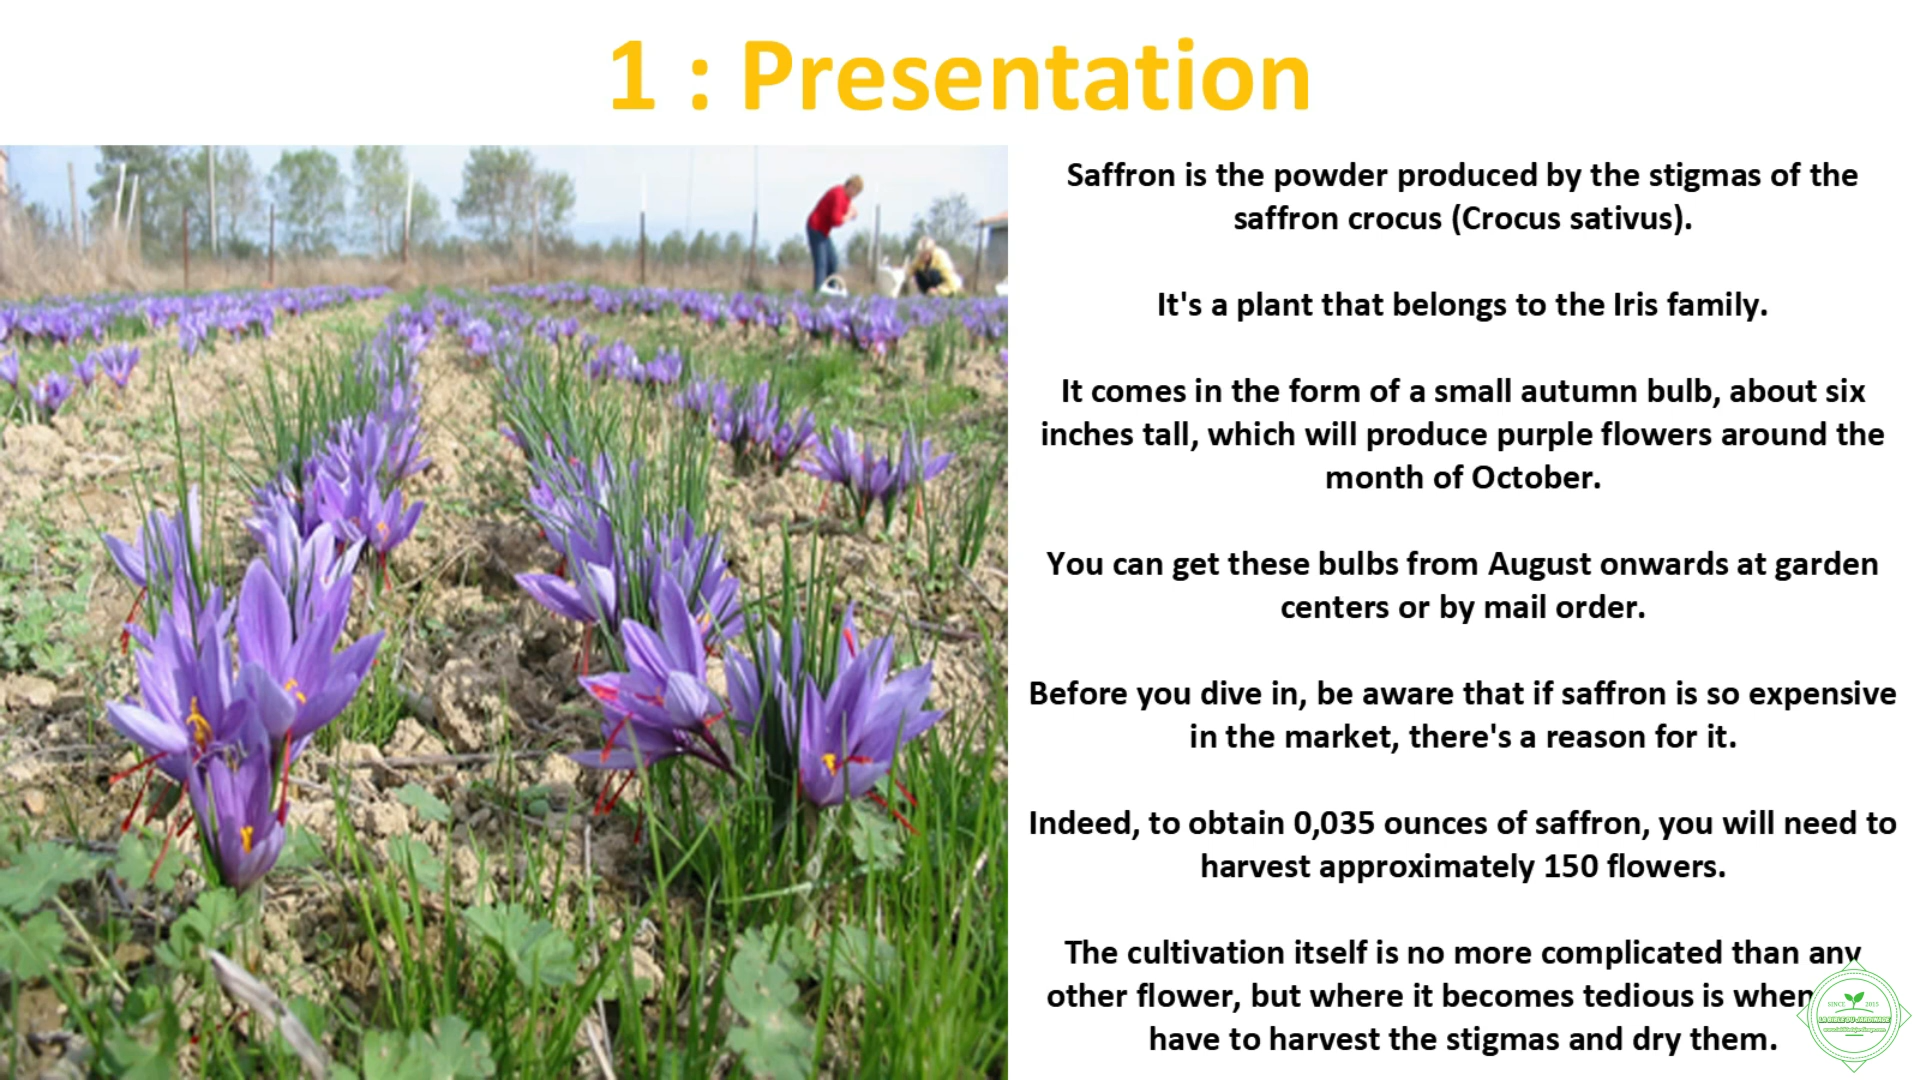 1 : Presentation
Saffron is the powder produced by the stigmas of the
saffron crocus (Crocus sativus).
It's a plant that belongs to the Iris family.
It comes in the form of a small autumn bulb, about six
inches tall, which will produce purple flowers around the
month of October.
You can get these bulbs from August onwards at garden
centers or by mail order.
Before you dive in, be aware that if saffron is so expensive
in the market, there's a reason for it.
Indeed, to obtain 0,035 ounces of saffron, you will need to
harvest approximately 150 flowers.
The cultivation itself is no more complicated than any
other flower, but where it becomes tedious is when
have to harvest the stigmas and dry them.
SINCE 2015
LA BIBLE DU JARDINAGE